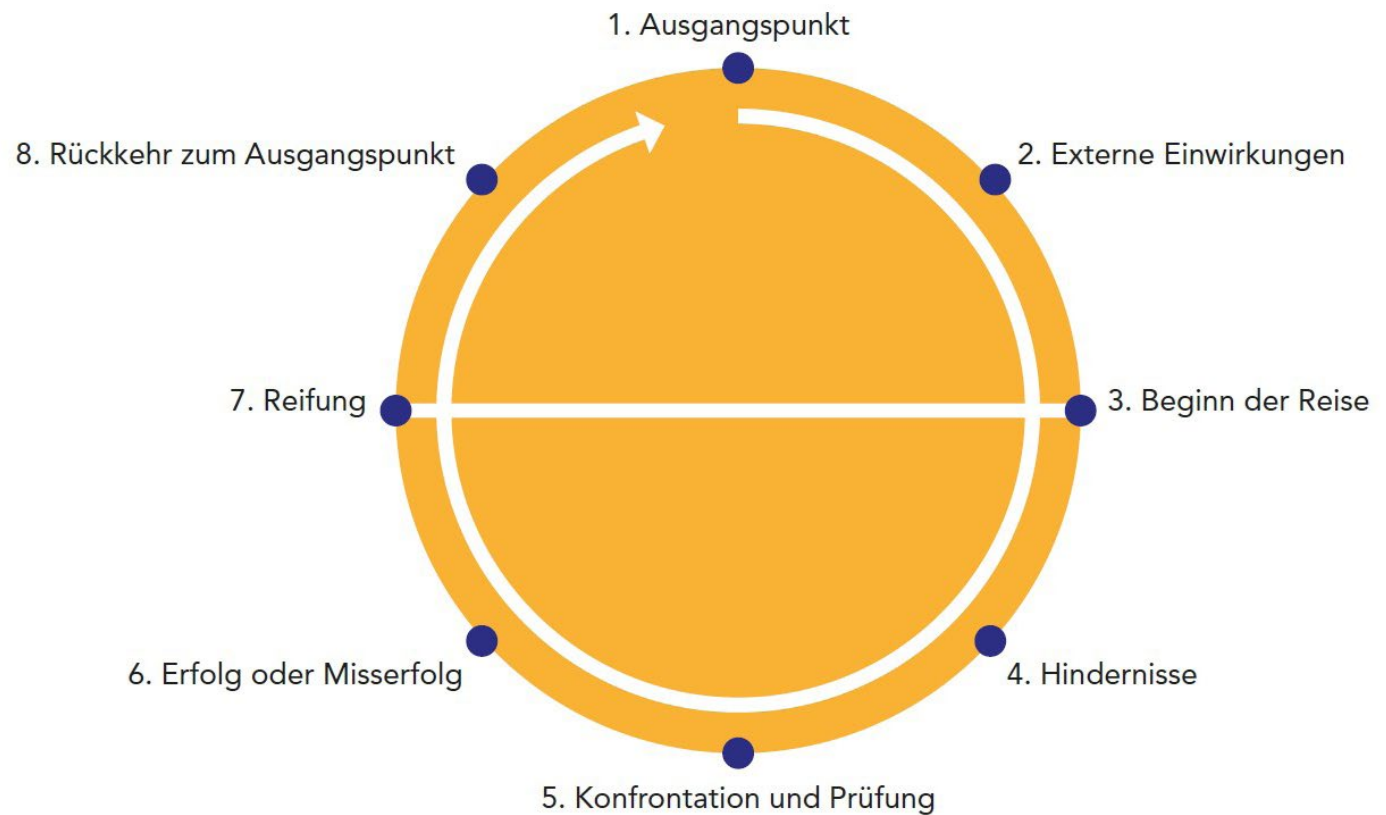 1. Ausgangspunkt
2. Externe Einwirkungen
3. Beginn der Reise
4. Hindernisse
5. Konfrontation und Prüfung
6. Erfolg oder Misserfolg
7. Reifung
8. Rückkehr zum Ausgangspunkt